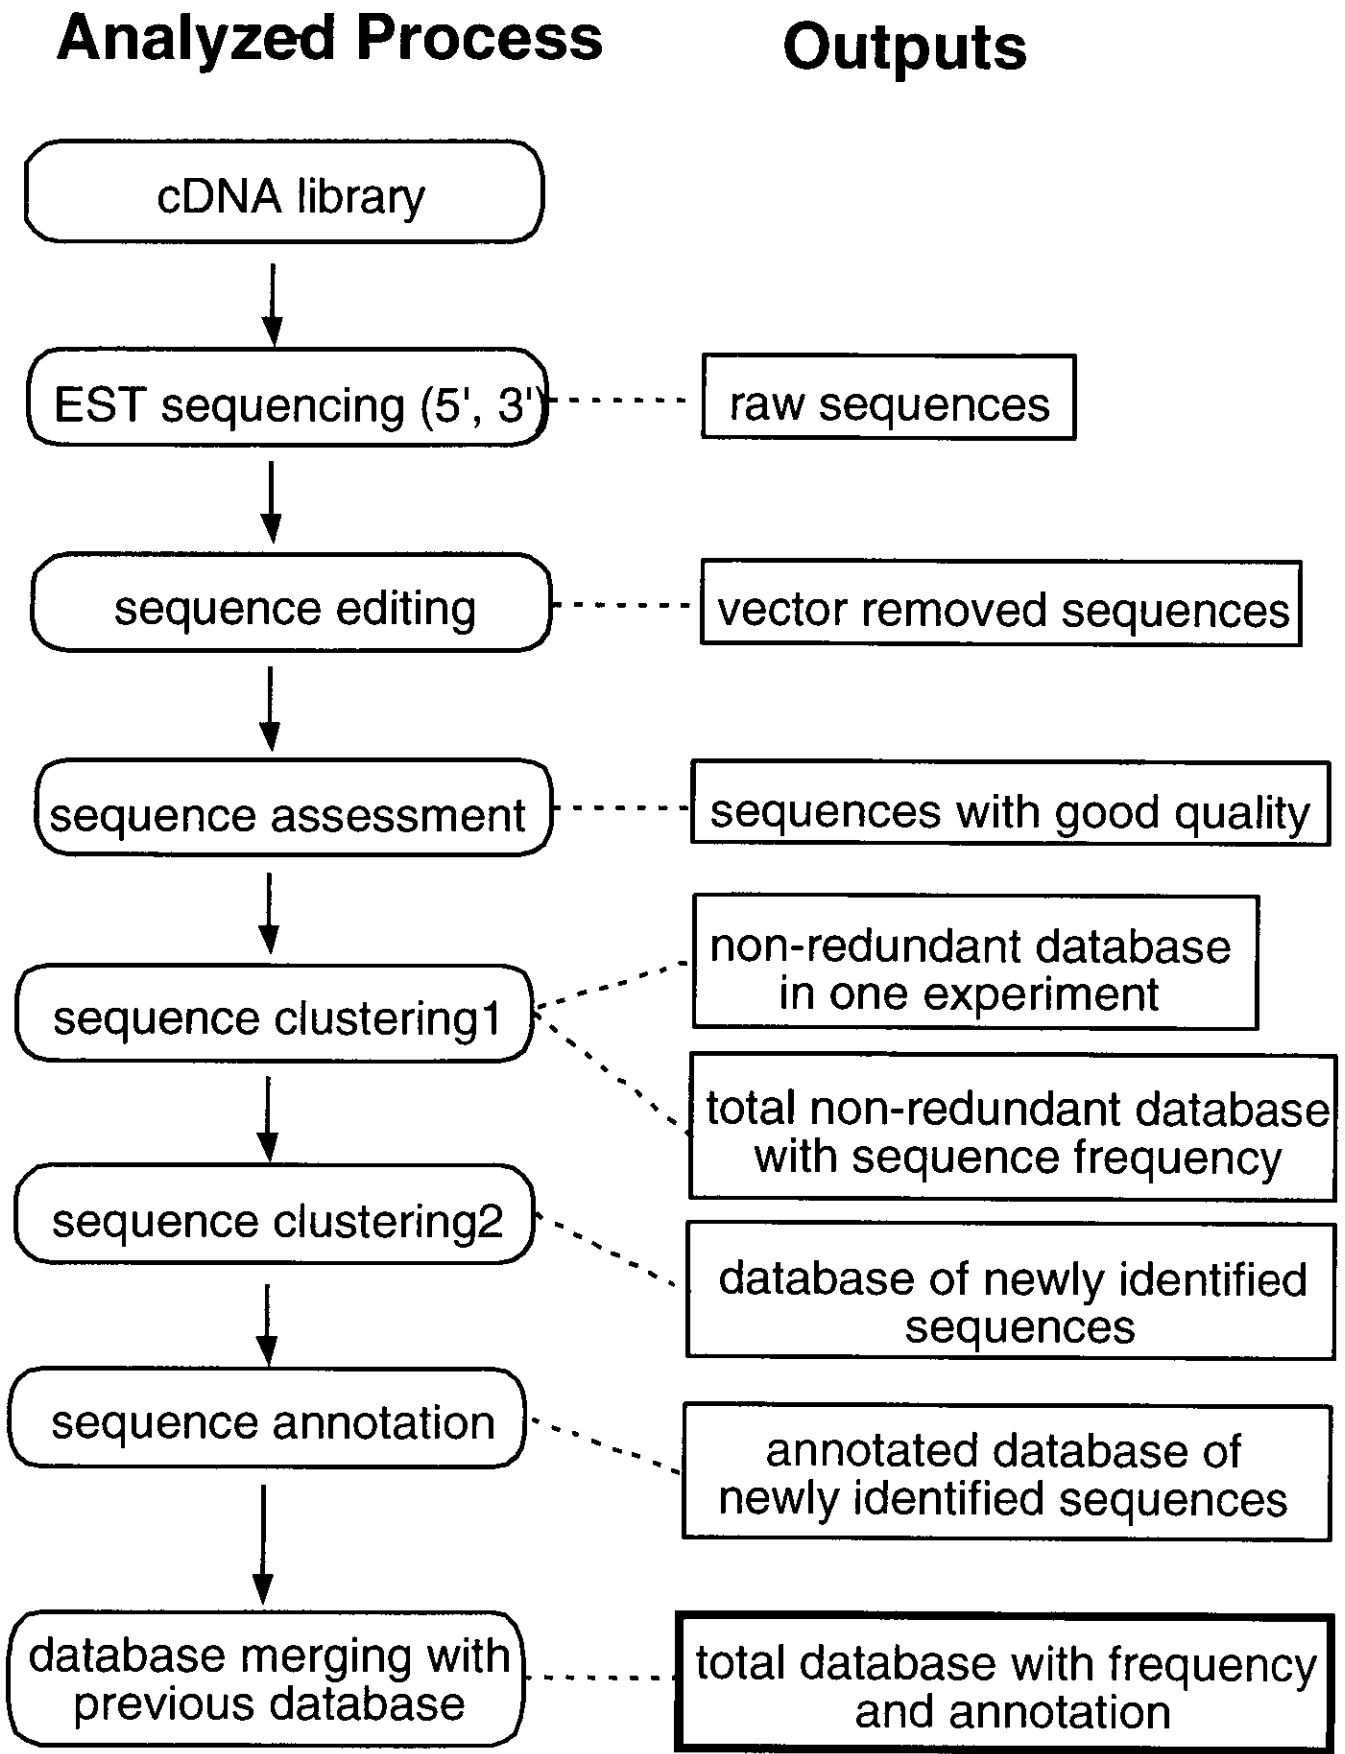 Analyzed Process
Outputs
cDNA library
EST sequencing (5', 3')
raw sequences
sequence editing
vector removed sequences
sequence assessment
sequences with good quality
sequence clustering1
non-redundant database
in one experiment
total non-redundant database
with sequence frequency
sequence clustering2
database of newly identified
sequences
sequence annotation
annotated database of
newly identified sequences
database merging with
previous database
total database with frequency
and annotation